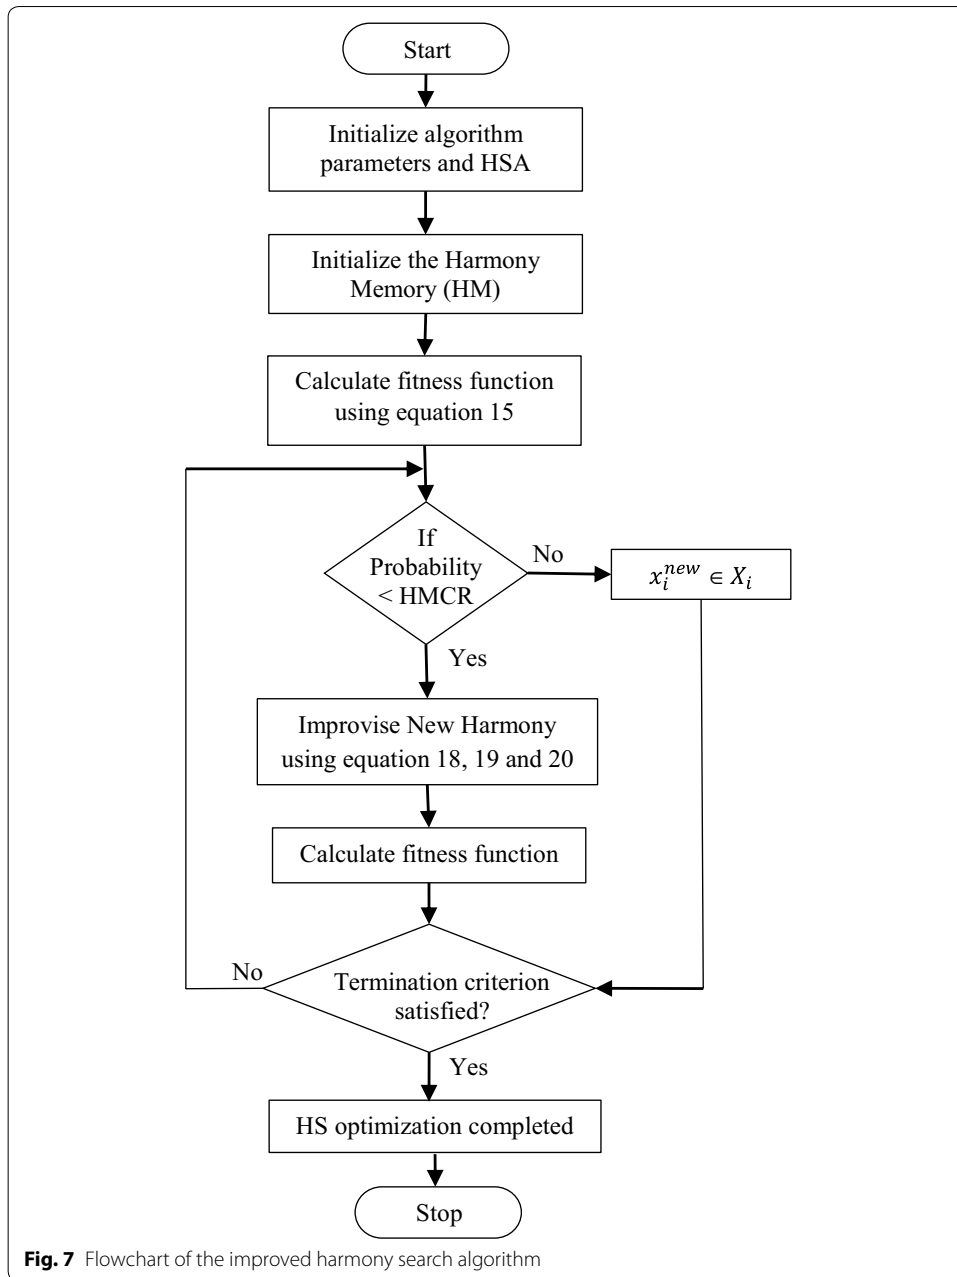 Start
Initialize algorithm
parameters and HSA
Initialize the Harmony
Memory (HM)
Calculate fitness function
using equation 15
If
Probability
< HMCR
No
$x_i^{new} \in X_i$
Yes
Improvise New Harmony
using equation 18, 19 and 20
Calculate fitness function
No
Termination criterion
satisfied?
Yes
HS optimization completed
Stop
Fig. 7 Flowchart of the improved harmony search algorithm